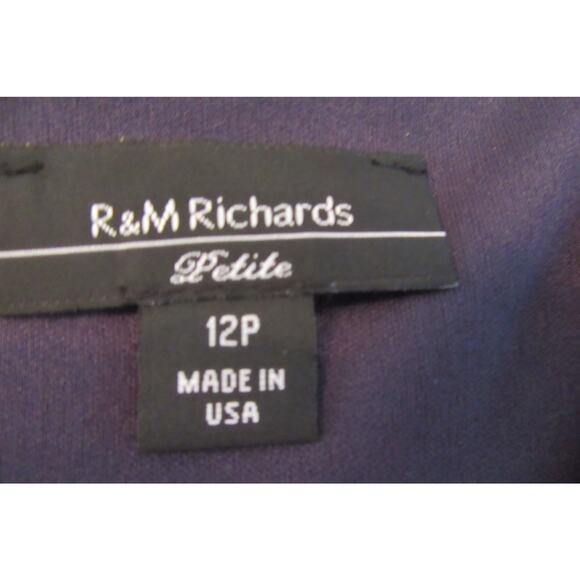 R&M Richards
Petite
12P
MADE IN
USA